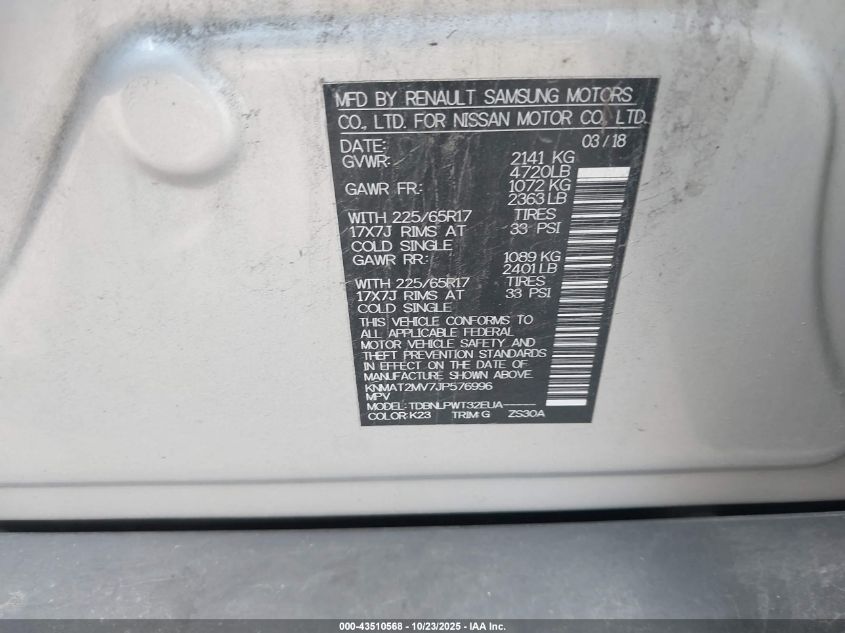 MFD BY RENAULT SAMSUNG MOTORS
CO., LTD. FOR NISSAN MOTOR CO., LTD.
DATE: 03/18
GVWR: 2141 KG
4720LB
GAWR FR.: 1072 KG
2363LB
WITH 225/65R17 TIRES
17X7J RIMS AT 33 PSI
COLD SINGLE
GAWR RR.: 1089 KG
2401LB
WITH 225/65R17 TIRES
17X7J RIMS AT 33 PSI
COLD SINGLE
THIS VEHICLE CONFORMS TO
ALL APPLICABLE FEDERAL
MOTOR VEHICLE SAFETY AND
THEFT PREVENTION STANDARDS
IN EFFECT ON THE DATE OF
MANUFACTURE SHOWN ABOVE.
KNMAT2MV7JP576996
MPV
MODEL: TDBNLPWT32EUA-----
COLOR:K23 TRIM:G ZS30A
000-43510568 - 10/23/2025 - IAA Inc.